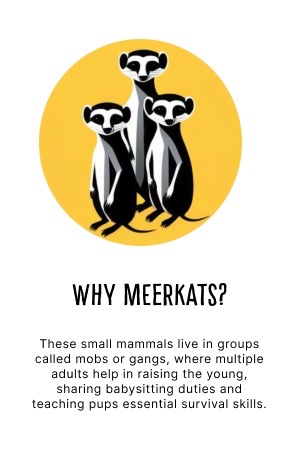 WHY MEERKATS?
These small mammals live in groups
called mobs or gangs, where multiple
adults help in raising the young,
sharing babysitting duties and
teaching pups essential survival skills.